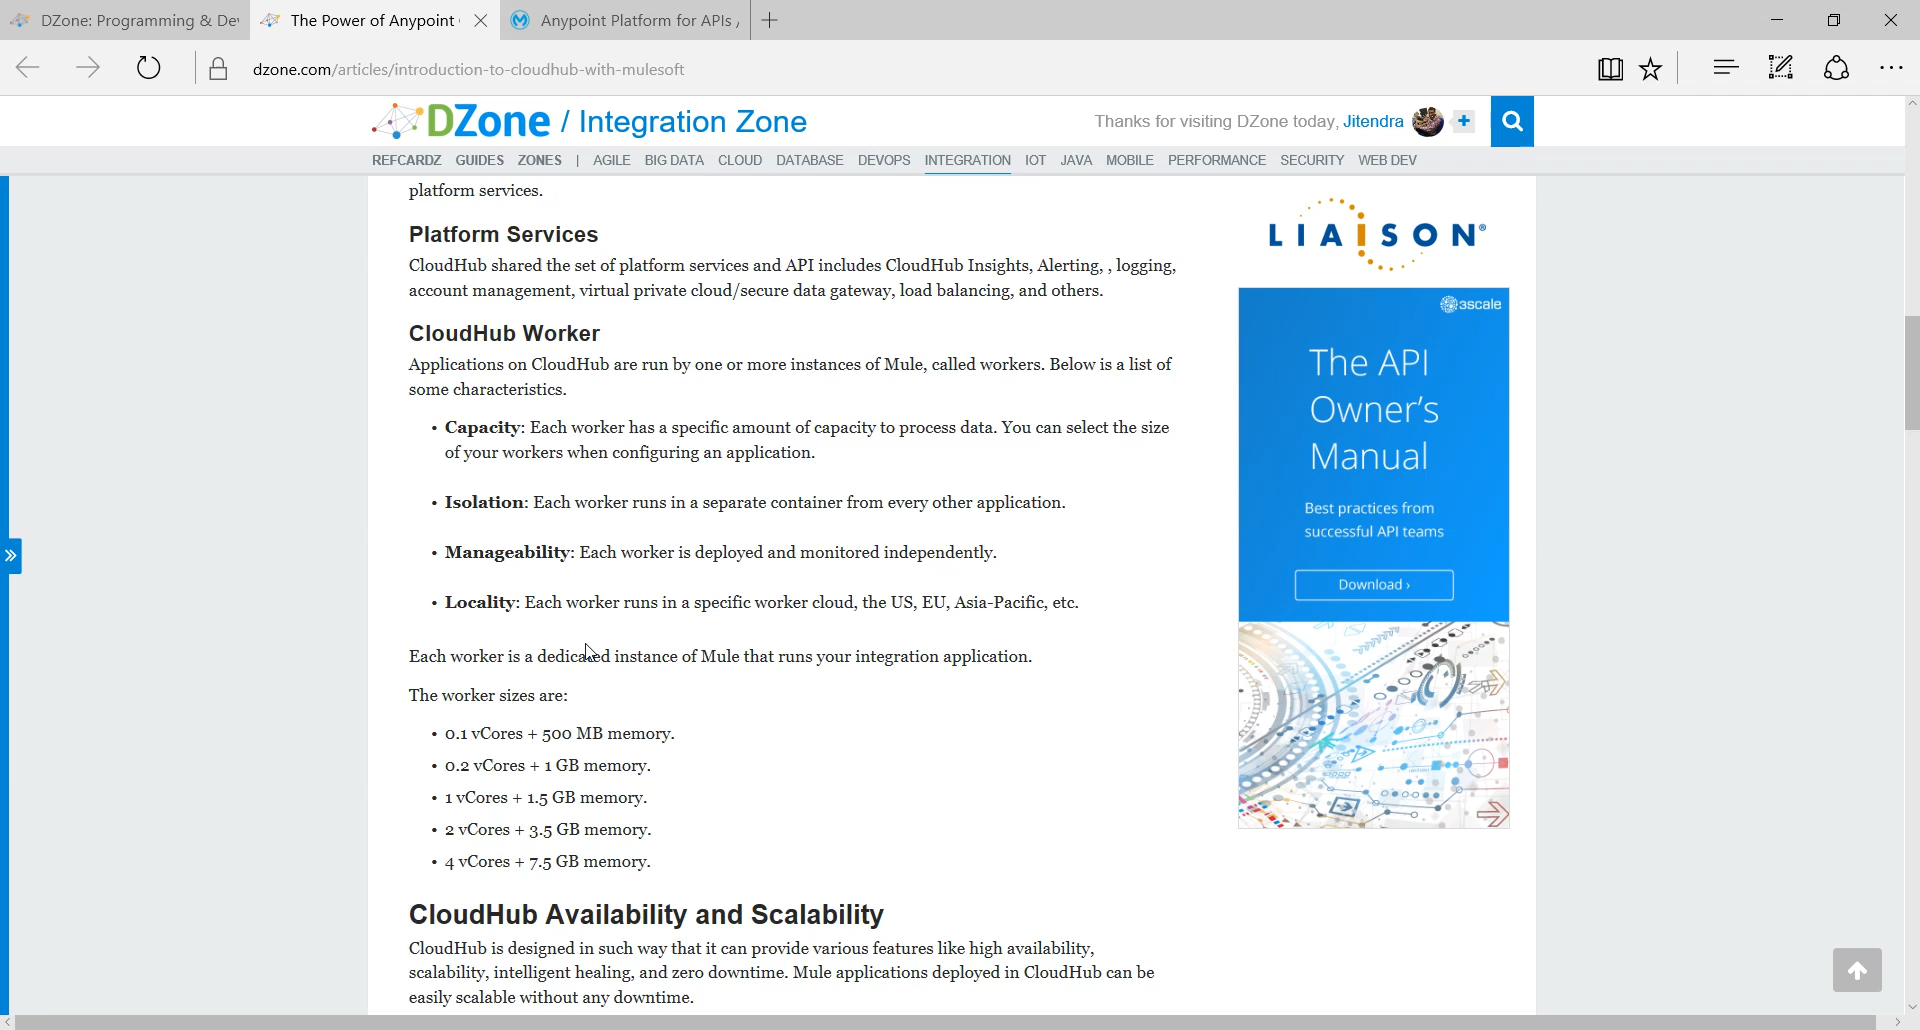 DZone: Programming & De
The Power of Anypoint
Anypoint Platform for APIs,
dzone.com/articles/introduction-to-cloudhub-with-mulesoft
DZone / Integration Zone
Thanks for visiting DZone today, Jitendra
REFCARDZ GUIDES ZONES | AGILE BIG DATA CLOUD DATABASE DEVOPS INTEGRATION IOT JAVA MOBILE PERFORMANCE SECURITY WEB DEV
platform services.
Platform Services
CloudHub shared the set of platform services and API includes CloudHub Insights, Alerting, , logging,
account management, virtual private cloud/secure data gateway, load balancing, and others.
CloudHub Worker
Applications on CloudHub are run by one or more instances of Mule, called workers. Below is a list of
some characteristics.
• Capacity: Each worker has a specific amount of capacity to process data. You can select the size
of your workers when configuring an application.
• Isolation: Each worker runs in a separate container from every other application.
• Manageability: Each worker is deployed and monitored independently.
• Locality: Each worker runs in a specific worker cloud, the US, EU, Asia-Pacific, etc.
Each worker is a dedicated instance of Mule that runs your integration application.
The worker sizes are:
• 0.1 vCores + 500 MB memory.
• 0.2 vCores + 1 GB memory.
• 1 vCores + 1.5 GB memory.
• 2 vCores + 3.5 GB memory.
• 4 vCores + 7.5 GB memory.
CloudHub Availability and Scalability
CloudHub is designed in such way that it can provide various features like high availability,
scalability, intelligent healing, and zero downtime. Mule applications deployed in CloudHub can be
easily scalable without any downtime.
LIAISON®
3scale
The API
Owner's
Manual
Best practices from
successful API teams
Download ›